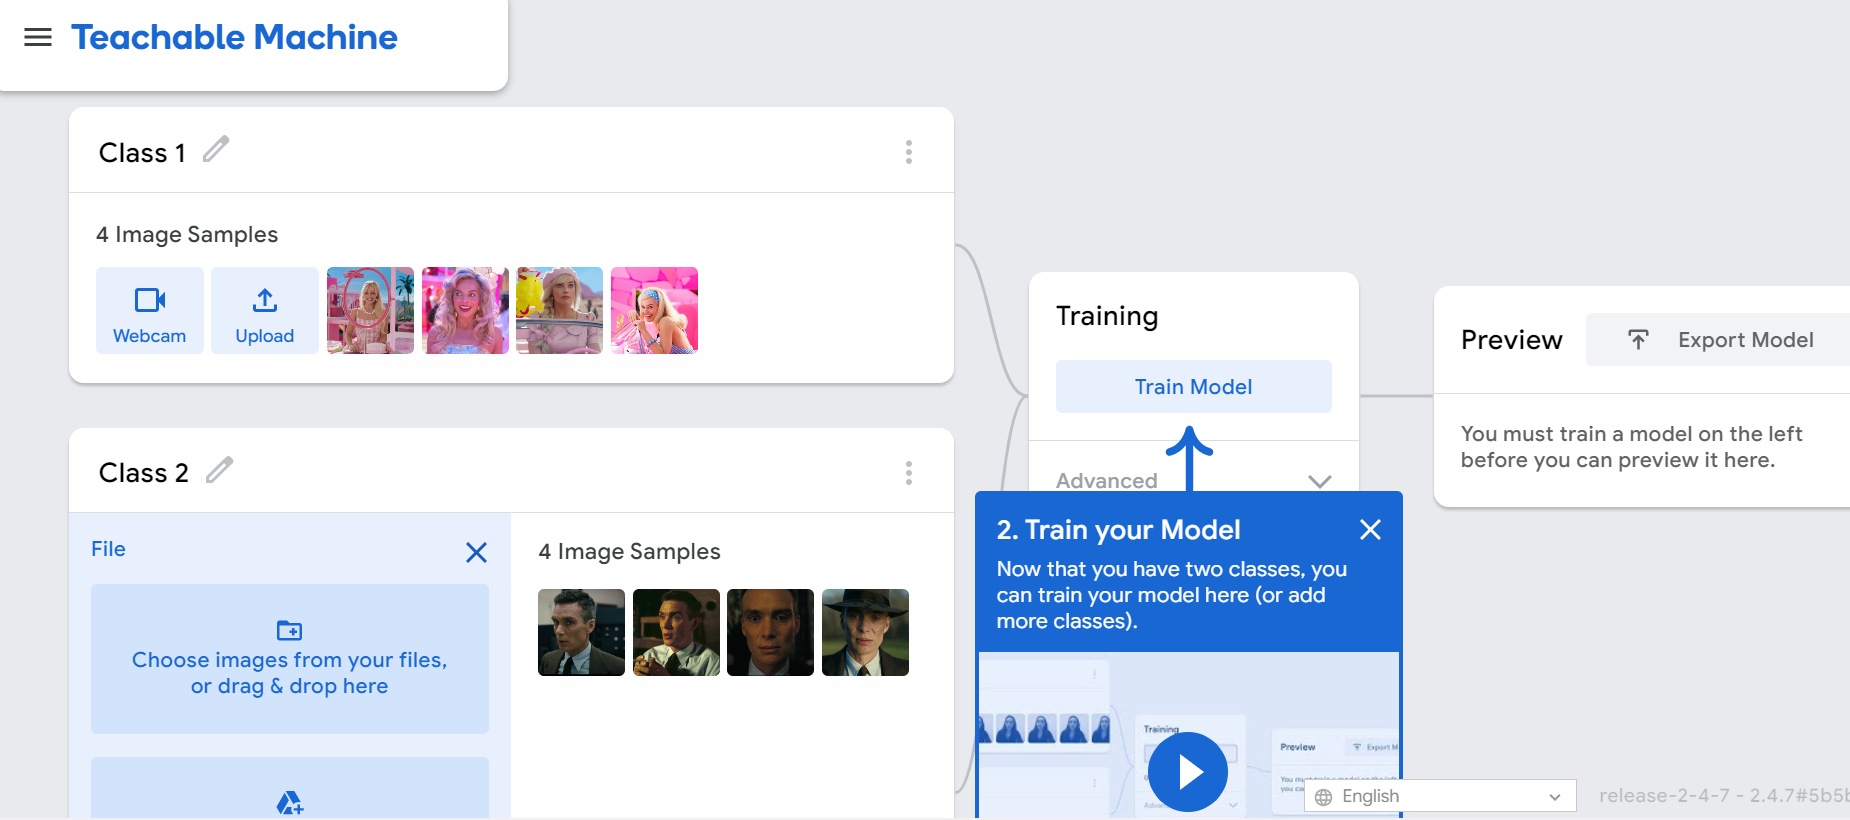 Teachable Machine
Class 1
4 Image Samples
Webcam
Upload
Class 2
File
Choose images from your files,
or drag & drop here
4 Image Samples
Training
Train Model
Advanced
2. Train your Model
Now that you have two classes, you
can train your model here (or add
more classes).
Training
Preview
Export M
Preview
Export Model
You must train a model on the left
before you can preview it here.
English
release-2-4-7 - 2.4.7#5b5b